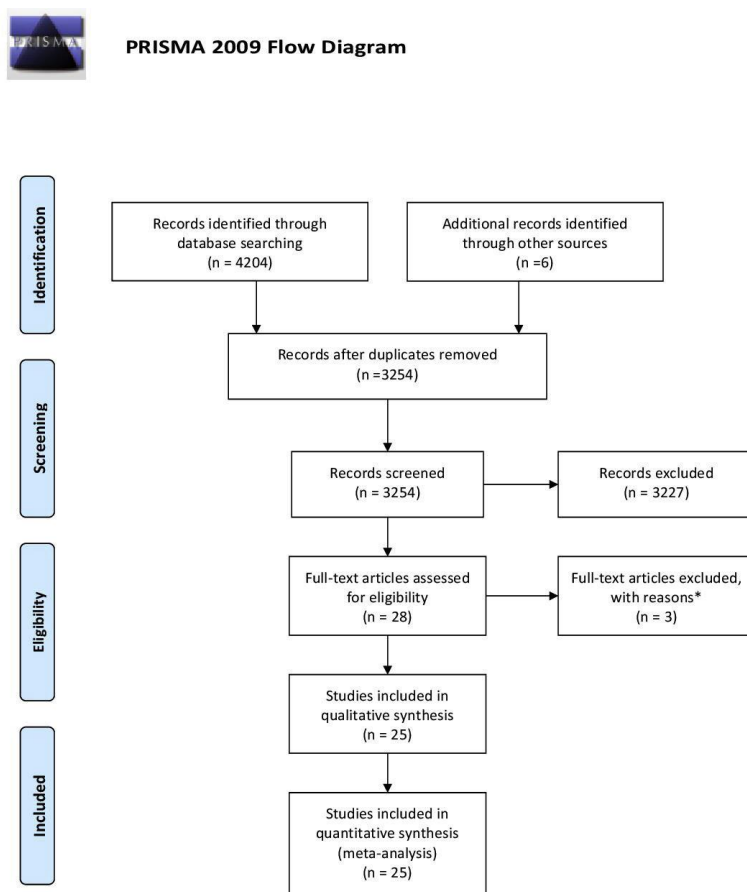 PRISMA
PRISMA 2009 Flow Diagram
Identification
Records identified through
database searching
(n = 4204)
Additional records identified
through other sources
(n =6)
Records after duplicates removed
(n =3254)
Screening
Records screened
(n = 3254)
Records excluded
(n = 3227)
Eligibility
Full-text articles assessed
for eligibility
(n = 28)
Full-text articles excluded,
with reasons*
(n = 3)
Studies included in
qualitative synthesis
(n = 25)
Included
Studies included in
quantitative synthesis
(meta-analysis)
(n = 25)